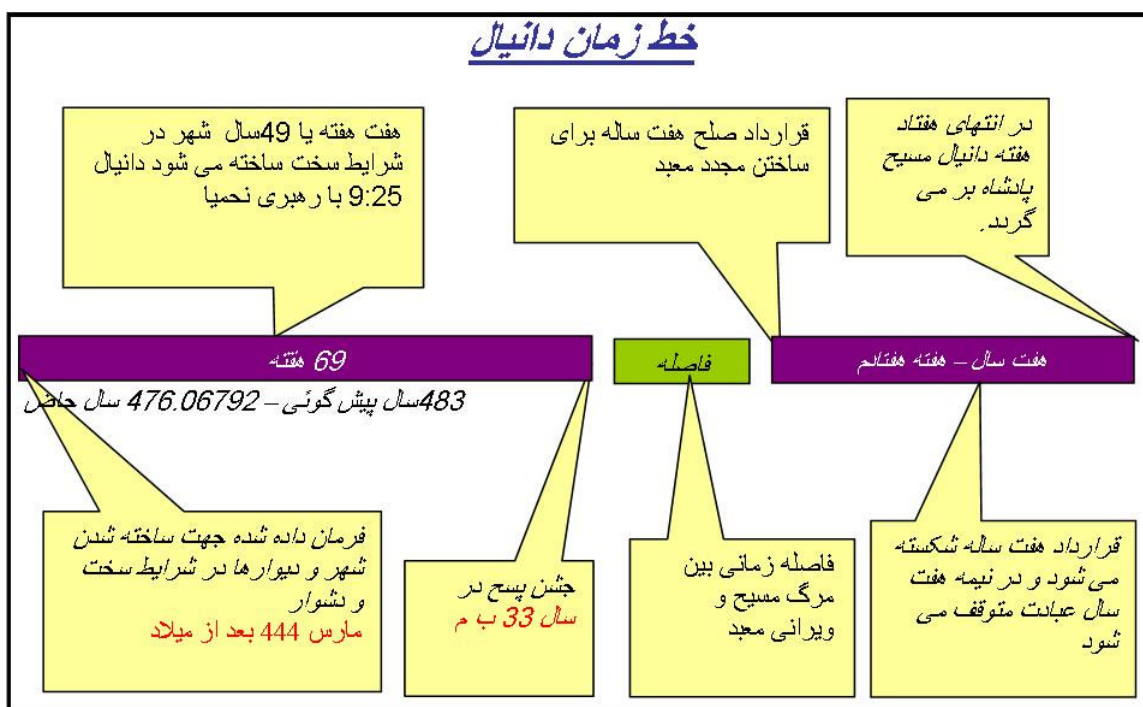 خط زمان دانیال
هفت هفته یا 49سال شهر در
شرایط سخت ساخته می شود دانیال
9:25 با رهبری نحمیا
قرارداد صلح هفت ساله برای
ساختن مجدد معبد
در انتهای هفتاد
هفته دانیال مسیح
پادشاه بر می
گردد.
69 هفته
فاصله
هفت سال – هفته هفتادم
483سال پیش گوئی – 476.06792 سال حاضر
فرمان داده شده جهت ساخته شدن
شهر و دیوارها در شرایط سخت
و دشوار
مارس 444 بعد از میلاد
جشن پسح در
سال 33 ب م
فاصله زمانی بین
مرگ مسیح و
ویرانی معبد
قرارداد هفت ساله شکسته
می شود و در نیمه هفت
سال عبادت متوقف می
شود